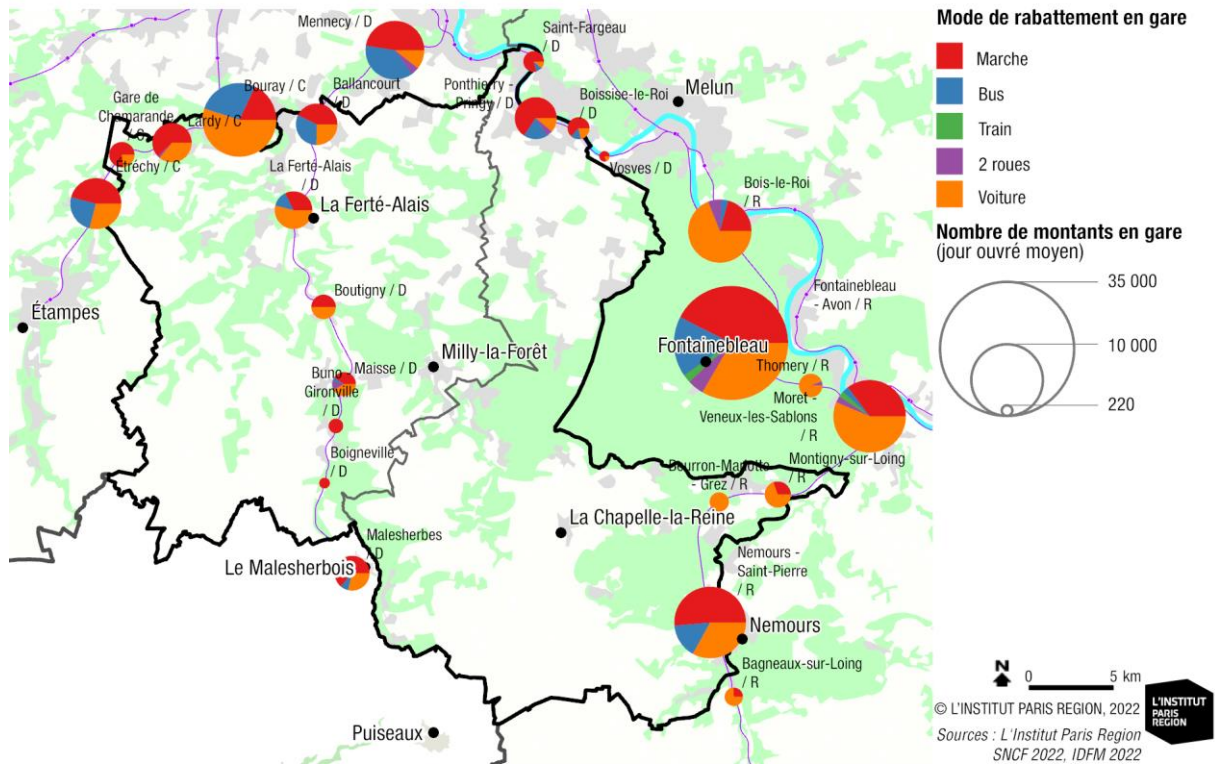 Mennecy / D
Saint-Fargeau
/ D
Gare de
Chamarande
/ C
Bouray / C
Lardy / C
Ballancourt
/ D
Ponthierry -
Pringy / D
Boissise-le-Roi
/ D
Melun
Étréchy / C
La Ferté-Alais
/ D
La Ferté-Alais
Vosves / D
Bois-le-Roi
/ R
Étampes
Boutigny / D
Fontainebleau
- Avon / R
Fontainebleau
Milly-la-Forêt
Maisse / D
Buno
Gironville
/ D
Thomery / R
Moret -
Veneux-les-Sablons
/ R
Boigneville
/ D
Bourron-Marlotte
- Grez / R
Montigny-sur-Loing
/ R
La Chapelle-la-Reine
Malesherbes
/ D
Le Malesherbois
Nemours -
Saint-Pierre
/ R
Nemours
Bagneaux-sur-Loing
/ R
Puiseaux
Mode de rabattement en gare
Marche
Bus
Train
2 roues
Voiture
Nombre de montants en gare
(jour ouvré moyen)
35 000
10 000
220
N
0 5 km
© L'INSTITUT PARIS REGION, 2022
Sources : L'Institut Paris Region
SNCF 2022, IDFM 2022
L'INSTITUT
PARIS
REGION